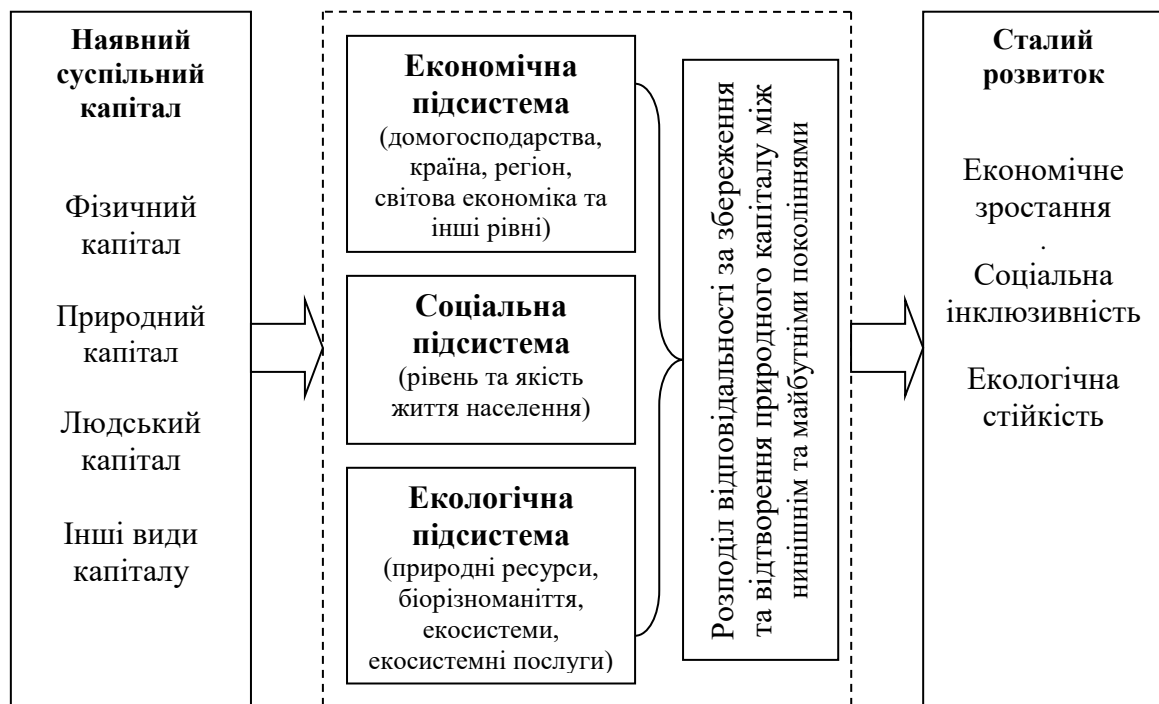 Наявний
суспільний
капітал
Фізичний
капітал
Природний
капітал
Людський
капітал
Інші види
капіталу
Економічна
підсистема
(домогосподарства,
країна, регіон,
світова економіка та
інші рівні)
Соціальна
підсистема
(рівень та якість
життя населення)
Екологічна
підсистема
(природні ресурси,
біорізноманіття,
екосистеми,
екосистемні послуги)
Розподіл відповідальності за збереження
та відтворення природного капіталу між
нинішнім та майбутніми поколіннями
Сталий
розвиток
Економічне
зростання
.
Соціальна
інклюзивність
Екологічна
стійкість